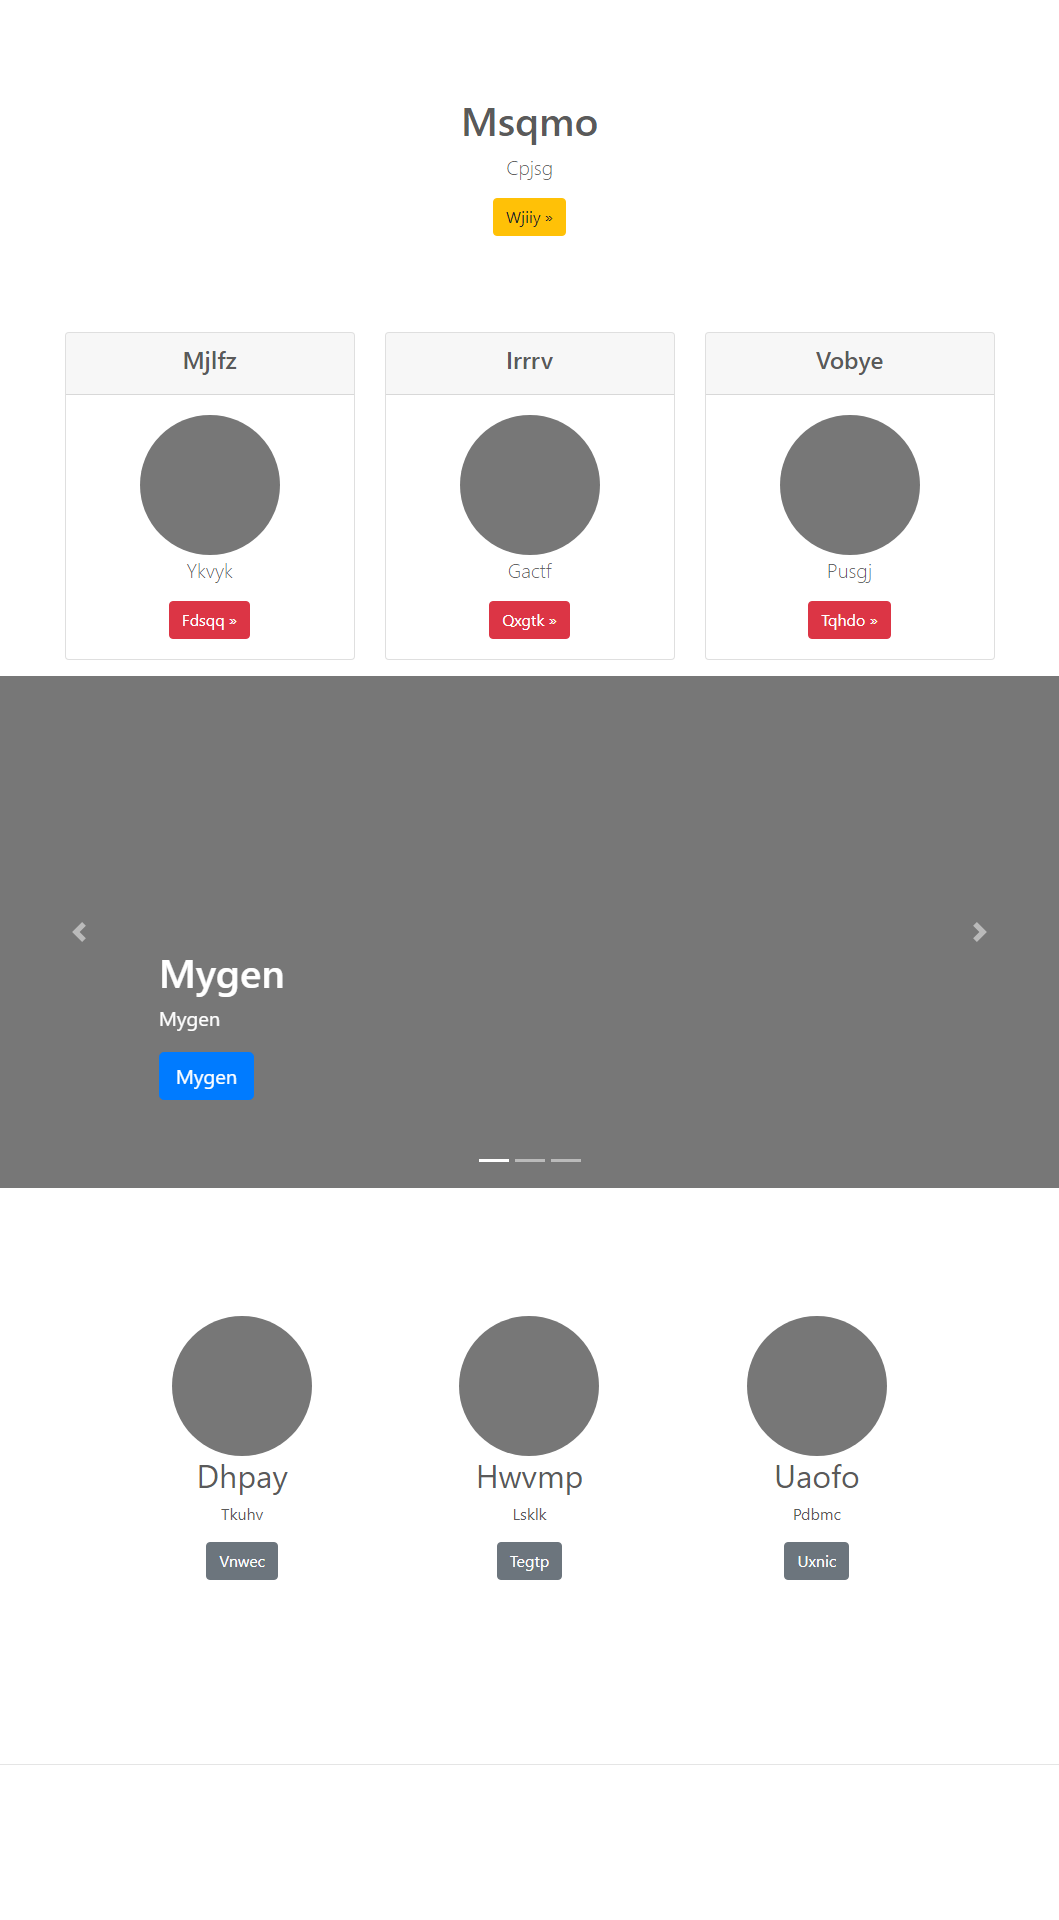 Msqmo
Cpjsg
Wjiiy »
Mjlfz
Irrrv
Vobye
Ykvyk
Gactf
Pusgj
Fdsqq »
Qxgtk »
Tqhdo »
Mygen
Mygen
Mygen
Dhpay
Hwvmp
Uaofo
Tkuhv
Lsklk
Pdbmc
Vnwec
Tegtp
Uxnic